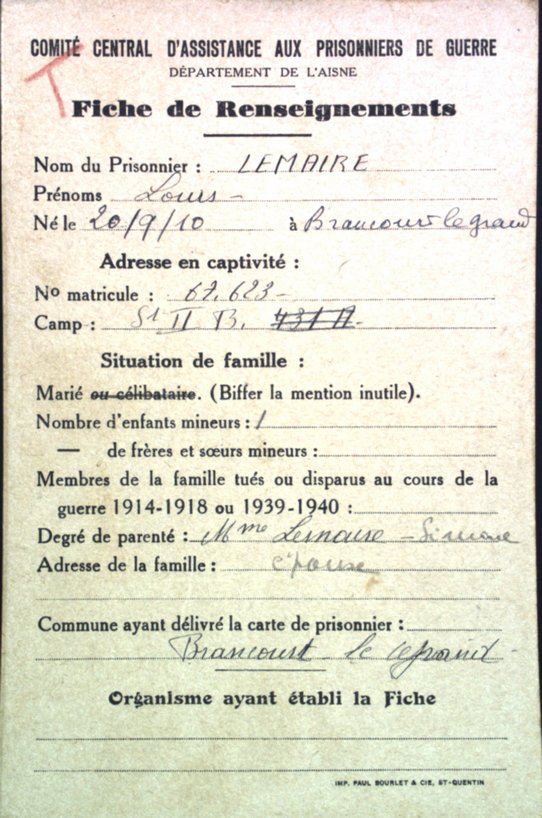 COMITÉ CENTRAL D'ASSISTANCE AUX PRISONNIERS DE GUERRE
DÉPARTEMENT DE L'AISNE
T
Fiche de Renseignements
Nom du Prisonnier : LEMAIRE
Prénoms Louis -
Né le 20/9/10 à Brancourt le grand
Adresse en captivité :
Nº matricule : 67.623 -
Camp : St II B. 431 A -
Situation de famille :
Marié ou célibataire. (Biffer la mention inutile).
Nombre d'enfants mineurs : 1
— de frères et sœurs mineurs :
Membres de la famille tués ou disparus au cours de la
guerre 1914-1918 ou 1939-1940 :
Degré de parenté : Mme Lemaire - Simone
Adresse de la famille : épouse
Commune ayant délivré la carte de prisonnier :
Brancourt le Grand -
Organisme ayant établi la Fiche
IMP. PAUL BOURLET & CIE, ST-QUENTIN